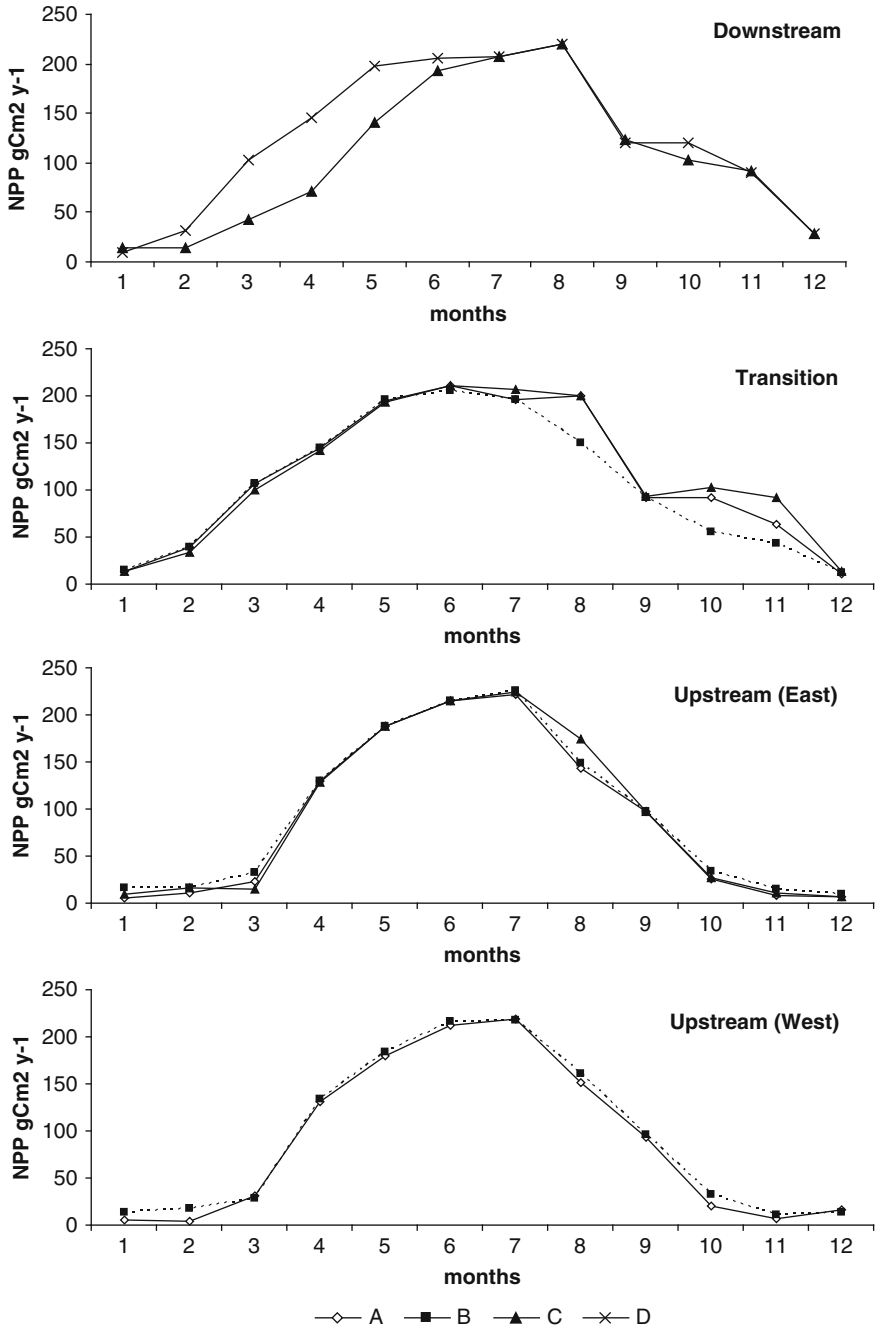 Downstream
NPP gCm2 y-1
250
200
150
100
50
0
1 2 3 4 5 6 7 8 9 10 11 12
months
Transition
NPP gCm2 y-1
250
200
150
100
50
0
1 2 3 4 5 6 7 8 9 10 11 12
months
Upstream (East)
NPP gCm2 y-1
250
200
150
100
50
0
1 2 3 4 5 6 7 8 9 10 11 12
months
Upstream (West)
NPP gCm2 y-1
250
200
150
100
50
0
1 2 3 4 5 6 7 8 9 10 11 12
months
A B C D